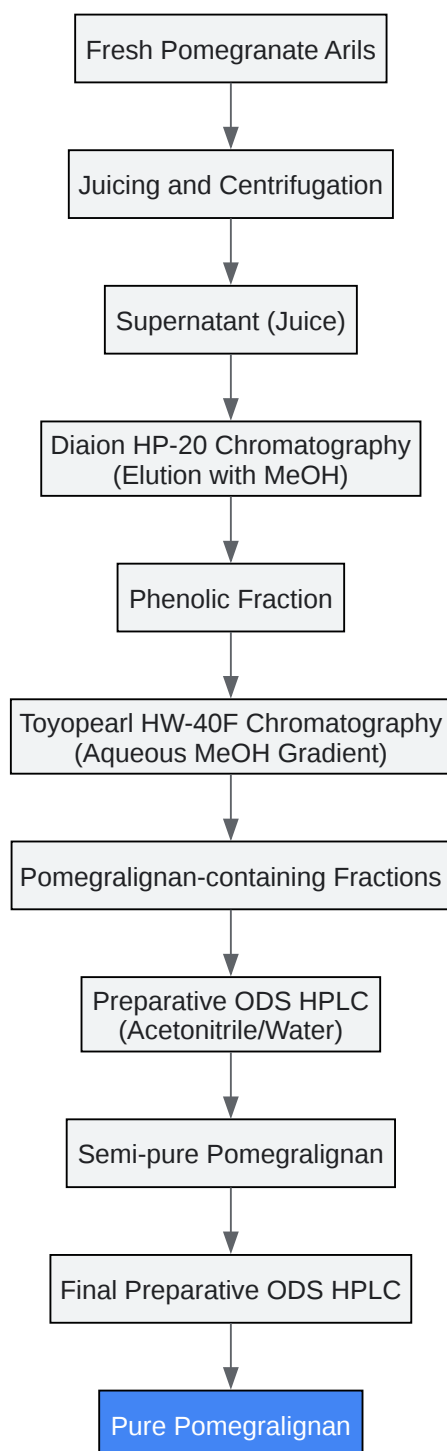 Fresh Pomegranate Arils
Juicing and Centrifugation
Supernatant (Juice)
Diaion HP-20 Chromatography
(Elution with MeOH)
Phenolic Fraction
Toyopearl HW-40F Chromatography
(Aqueous MeOH Gradient)
Pomegralignan-containing Fractions
Preparative ODS HPLC
(Acetonitrile/Water)
Semi-pure Pomegralignan
Final Preparative ODS HPLC
Pure Pomegralignan